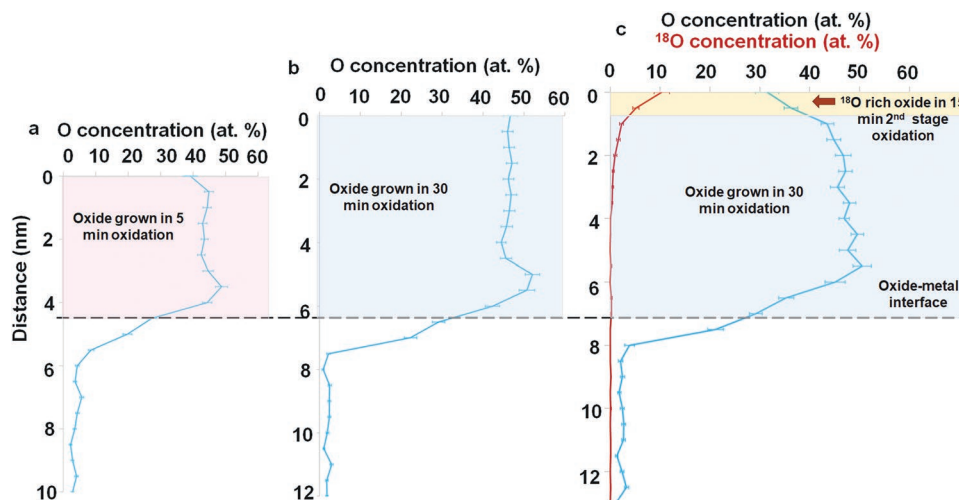 a
O concentration (at. %)
0 10 20 30 40 50 60
Distance (nm)
0
2
4
6
8
10
Oxide grown in 5
min oxidation
b
O concentration (at. %)
0 10 20 30 40 50 60
0
2
4
6
8
10
12
Oxide grown in 30
min oxidation
c
O concentration (at. %)
¹⁸O concentration (at. %)
0 10 20 30 40 50 60
0
2
4
6
8
10
12
¹⁸O rich oxide in 15
min 2ⁿᵈ stage
oxidation
Oxide grown in 30
min oxidation
Oxide-metal
interface